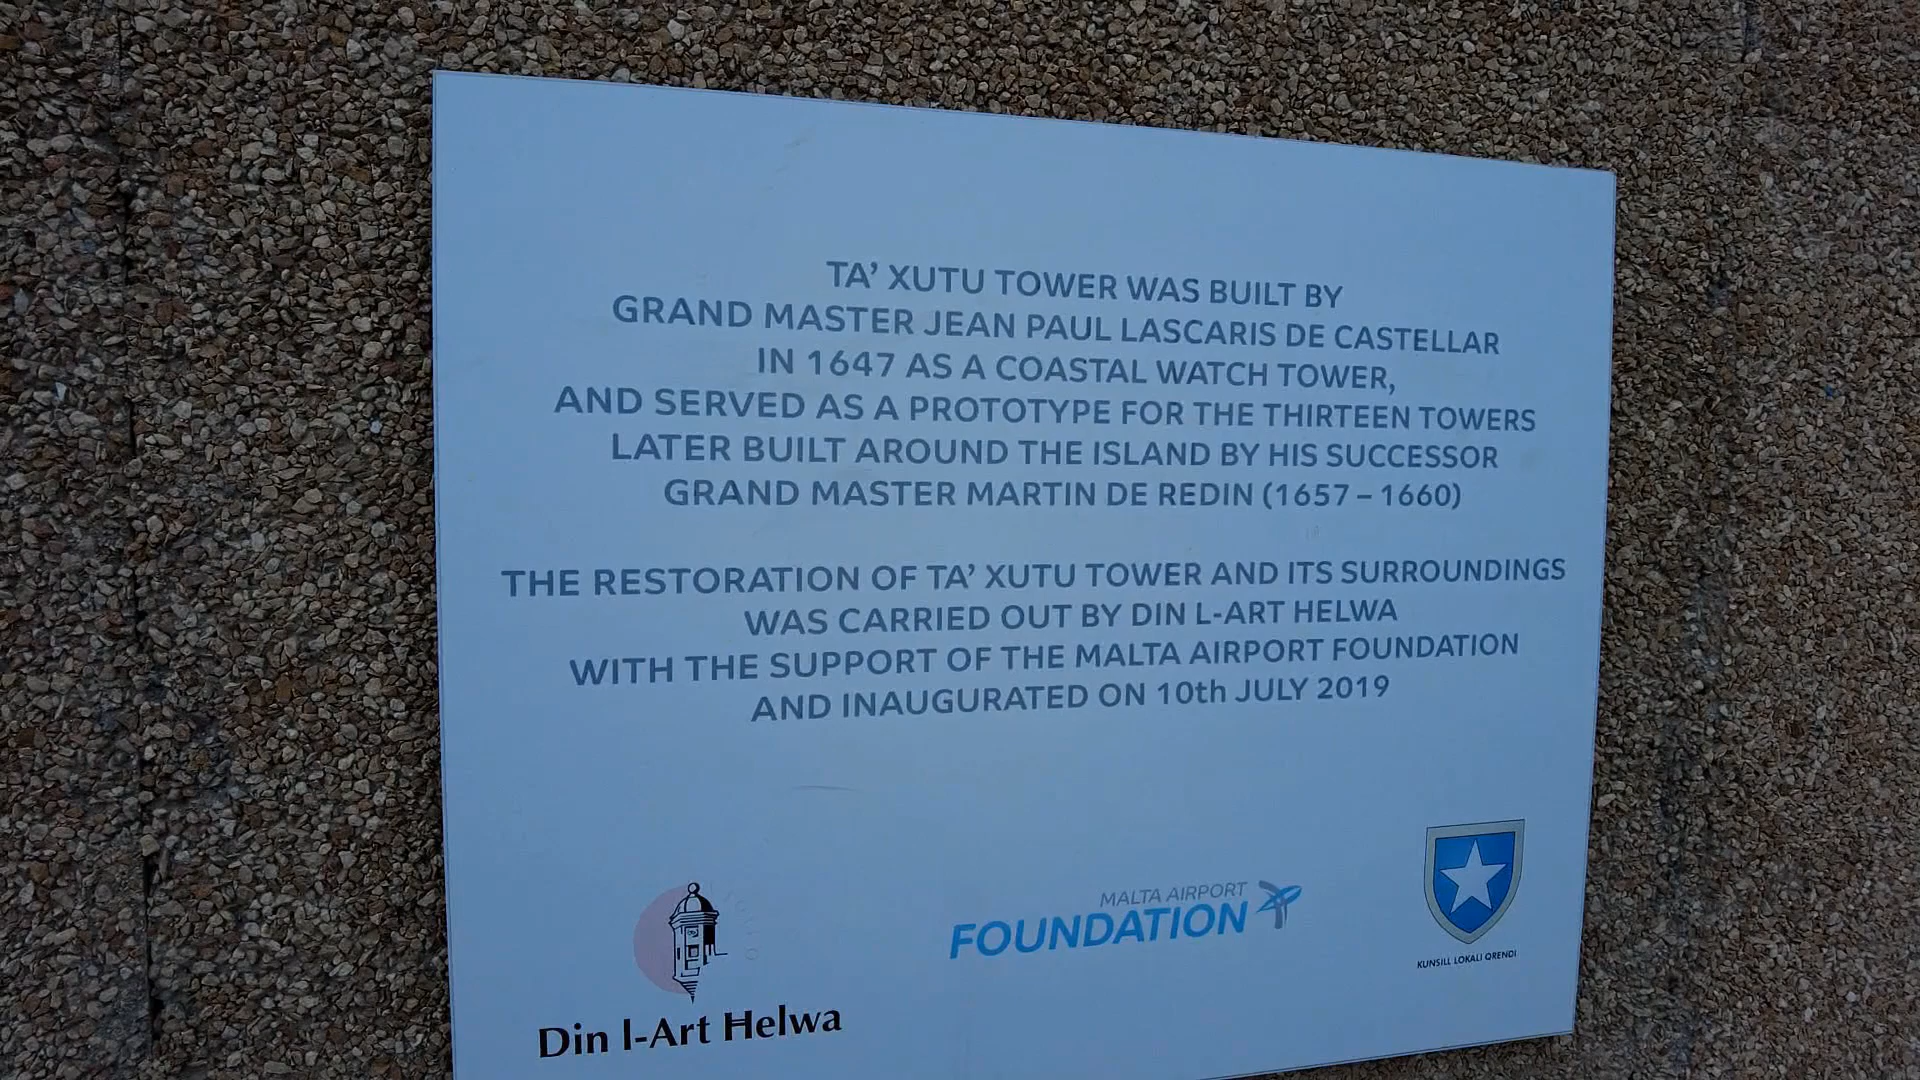 TA’ XUTU TOWER WAS BUILT BY
GRAND MASTER JEAN PAUL LASCARIS DE CASTELLAR
IN 1647 AS A COASTAL WATCH TOWER,
AND SERVED AS A PROTOTYPE FOR THE THIRTEEN TOWERS
LATER BUILT AROUND THE ISLAND BY HIS SUCCESSOR
GRAND MASTER MARTIN DE REDIN (1657 – 1660)
THE RESTORATION OF TA’ XUTU TOWER AND ITS SURROUNDINGS
WAS CARRIED OUT BY DIN L-ART HELWA
WITH THE SUPPORT OF THE MALTA AIRPORT FOUNDATION
AND INAUGURATED ON 10th JULY 2019
Din l-Art Helwa
MALTA AIRPORT
FOUNDATION
KUNSILL LOKALI QRENDI